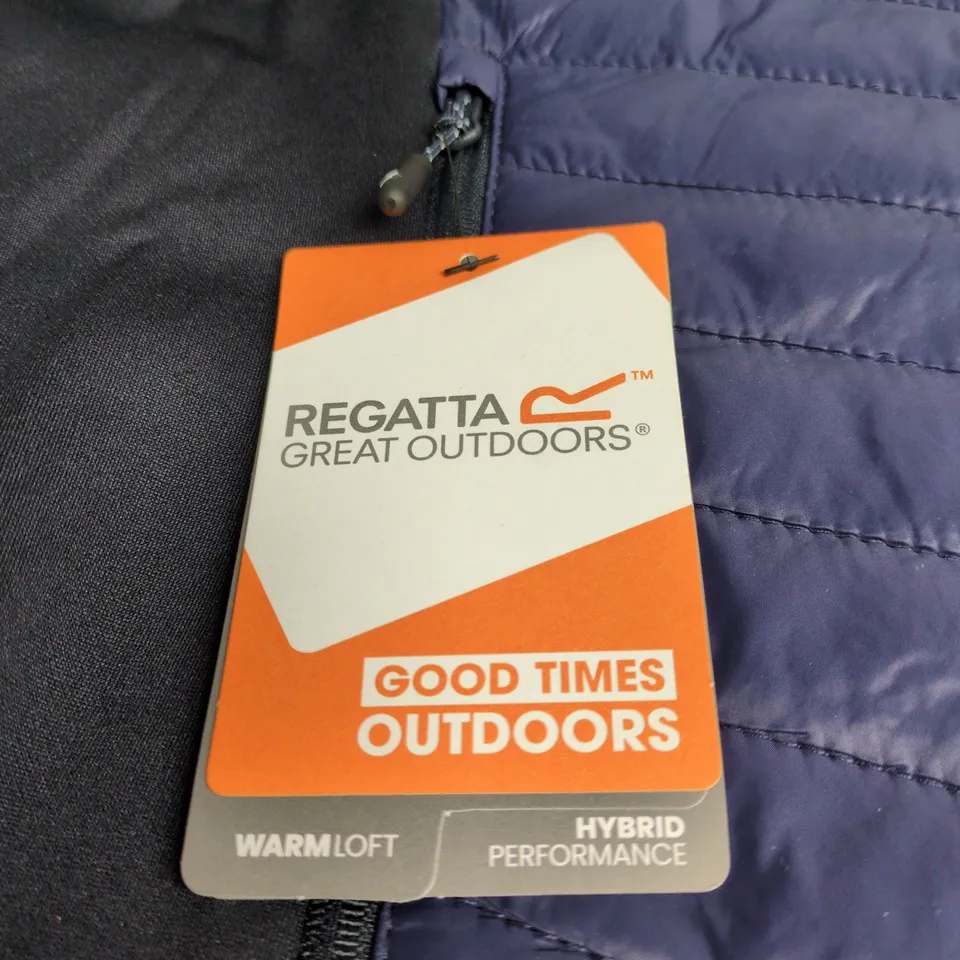 REGATTA ™
GREAT OUTDOORS®
GOOD TIMES
OUTDOORS
WARMLOFT
HYBRID
PERFORMANCE